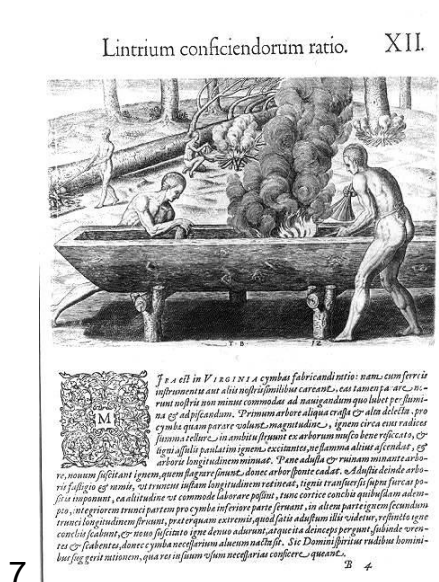 Lintrium conficiendorum ratio. XII.
T·B 12
M
IRA est in VIRGINIA cymbas fabricandi ratio: nam cum ferreis
instrumentis aut aliis nostris similibus careant, eas tamen parare no-
runt nostris non minus commodas ad nauigandum quo lubet per flumi-
na & ad piscandum. Primum arbore aliqua crassa & alta delecta, pro
cymbæ quam parare volunt magnitudine, ignem circa eius radices
summa tellure in ambitu struunt ex arborum musco bene resiccato, &
ligni assulis paulatim ignem excitantes, ne flamma altius ascendat, &
arboris longitudinem minuat. Pæne adusta & ruinam minante arbo-
re, nouum suscitant ignem, quem flagrare sinunt, donec arbor sponte cadat. Adustis deinde arbo-
ris fastigio & ramis, vt truncus iustam longitudinem retineat, tignis transuersis supra furcas po-
sitis imponunt, ea altitudine vt commode laborare possint, tunc cortice conchis quibusdam adem-
pto, integriorem trunci partem pro cymbæ inferiore parte seruant, in altera parte ignem secundum
trunci longitudinem struunt, præterquam extremis, quod satis adustum illis videtur, restincto igne
conchis scabunt, & nouo suscitato igne denuo adurunt, atque ita deinceps pergunt, subinde vren-
tes & scabentes, donec cymba necessarium alueum nacta sit. Sic Domini spiritus rudibus homini-
bus suggerit rationem, qua res in suum vsum necessarias conficere queant.
B 4
7